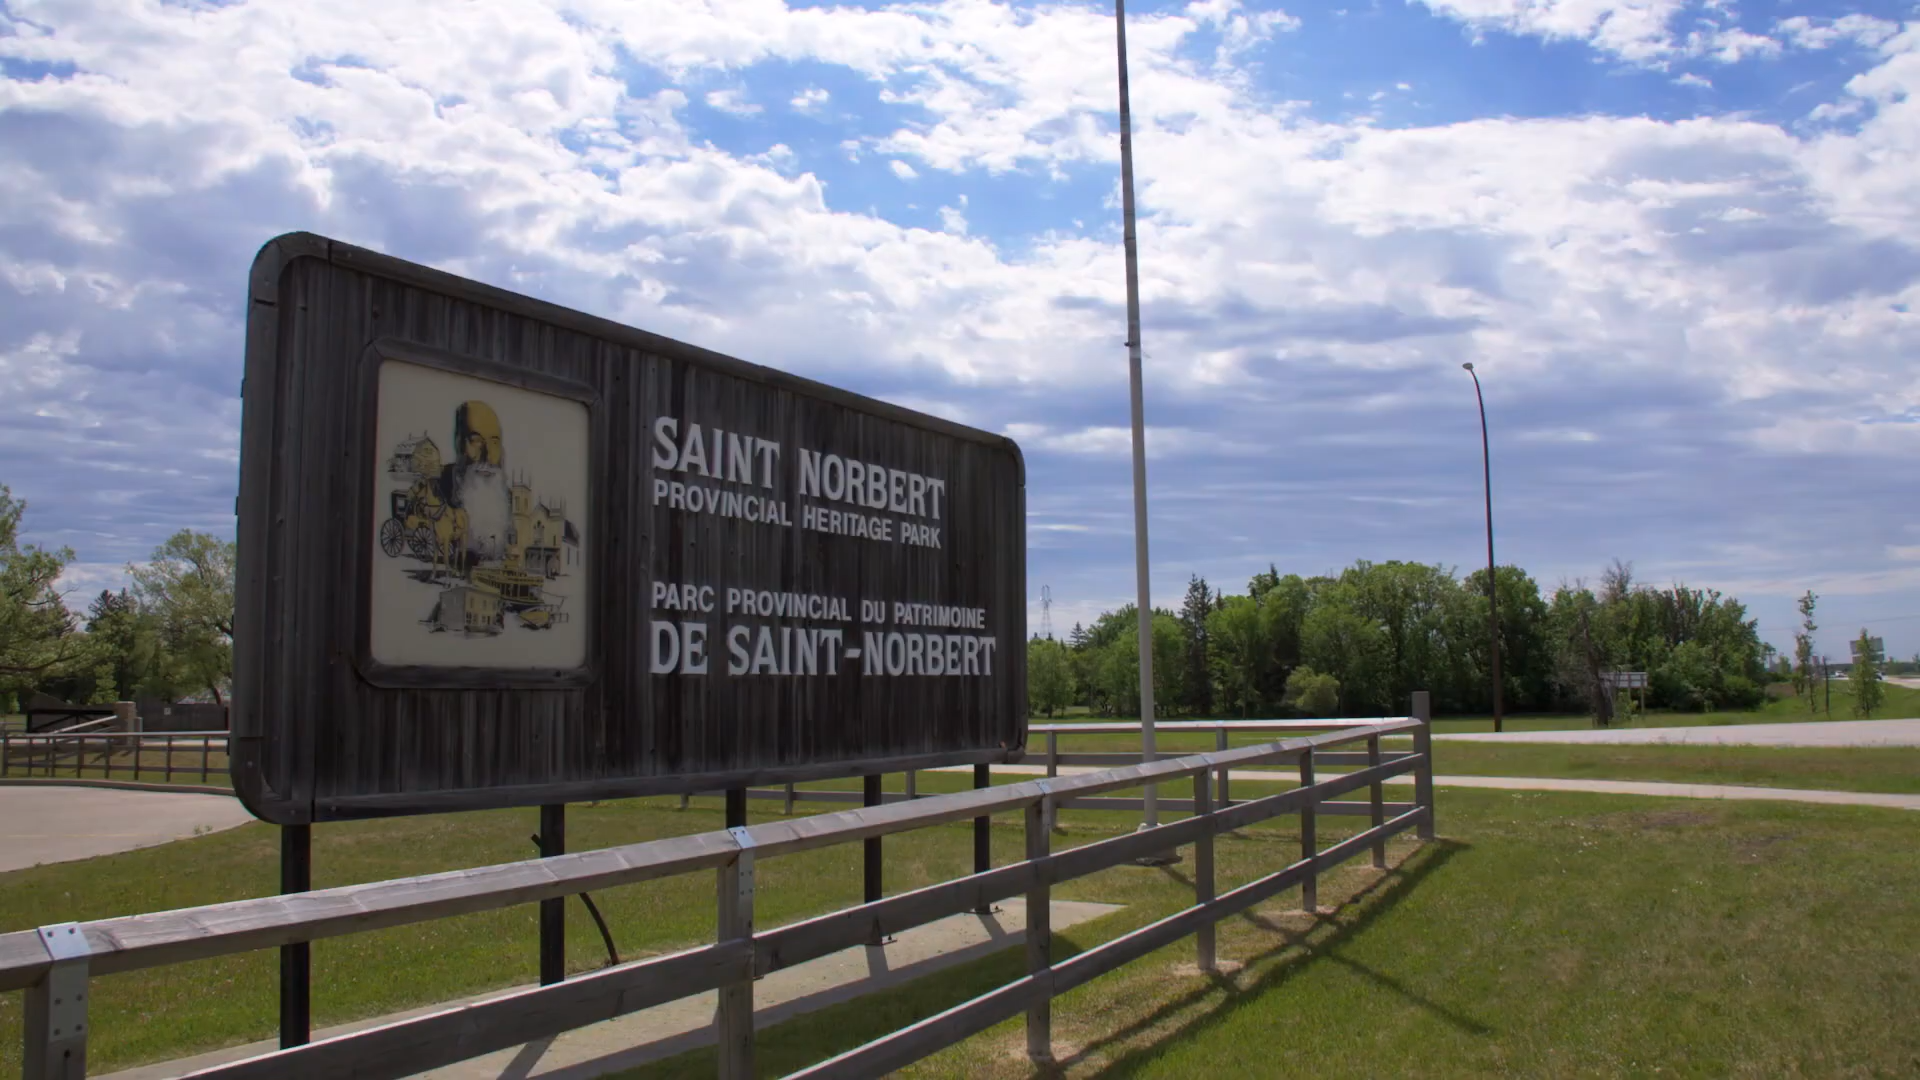 SAINT NORBERT
PROVINCIAL HERITAGE PARK
PARC PROVINCIAL DU PATRIMOINE
DE SAINT-NORBERT